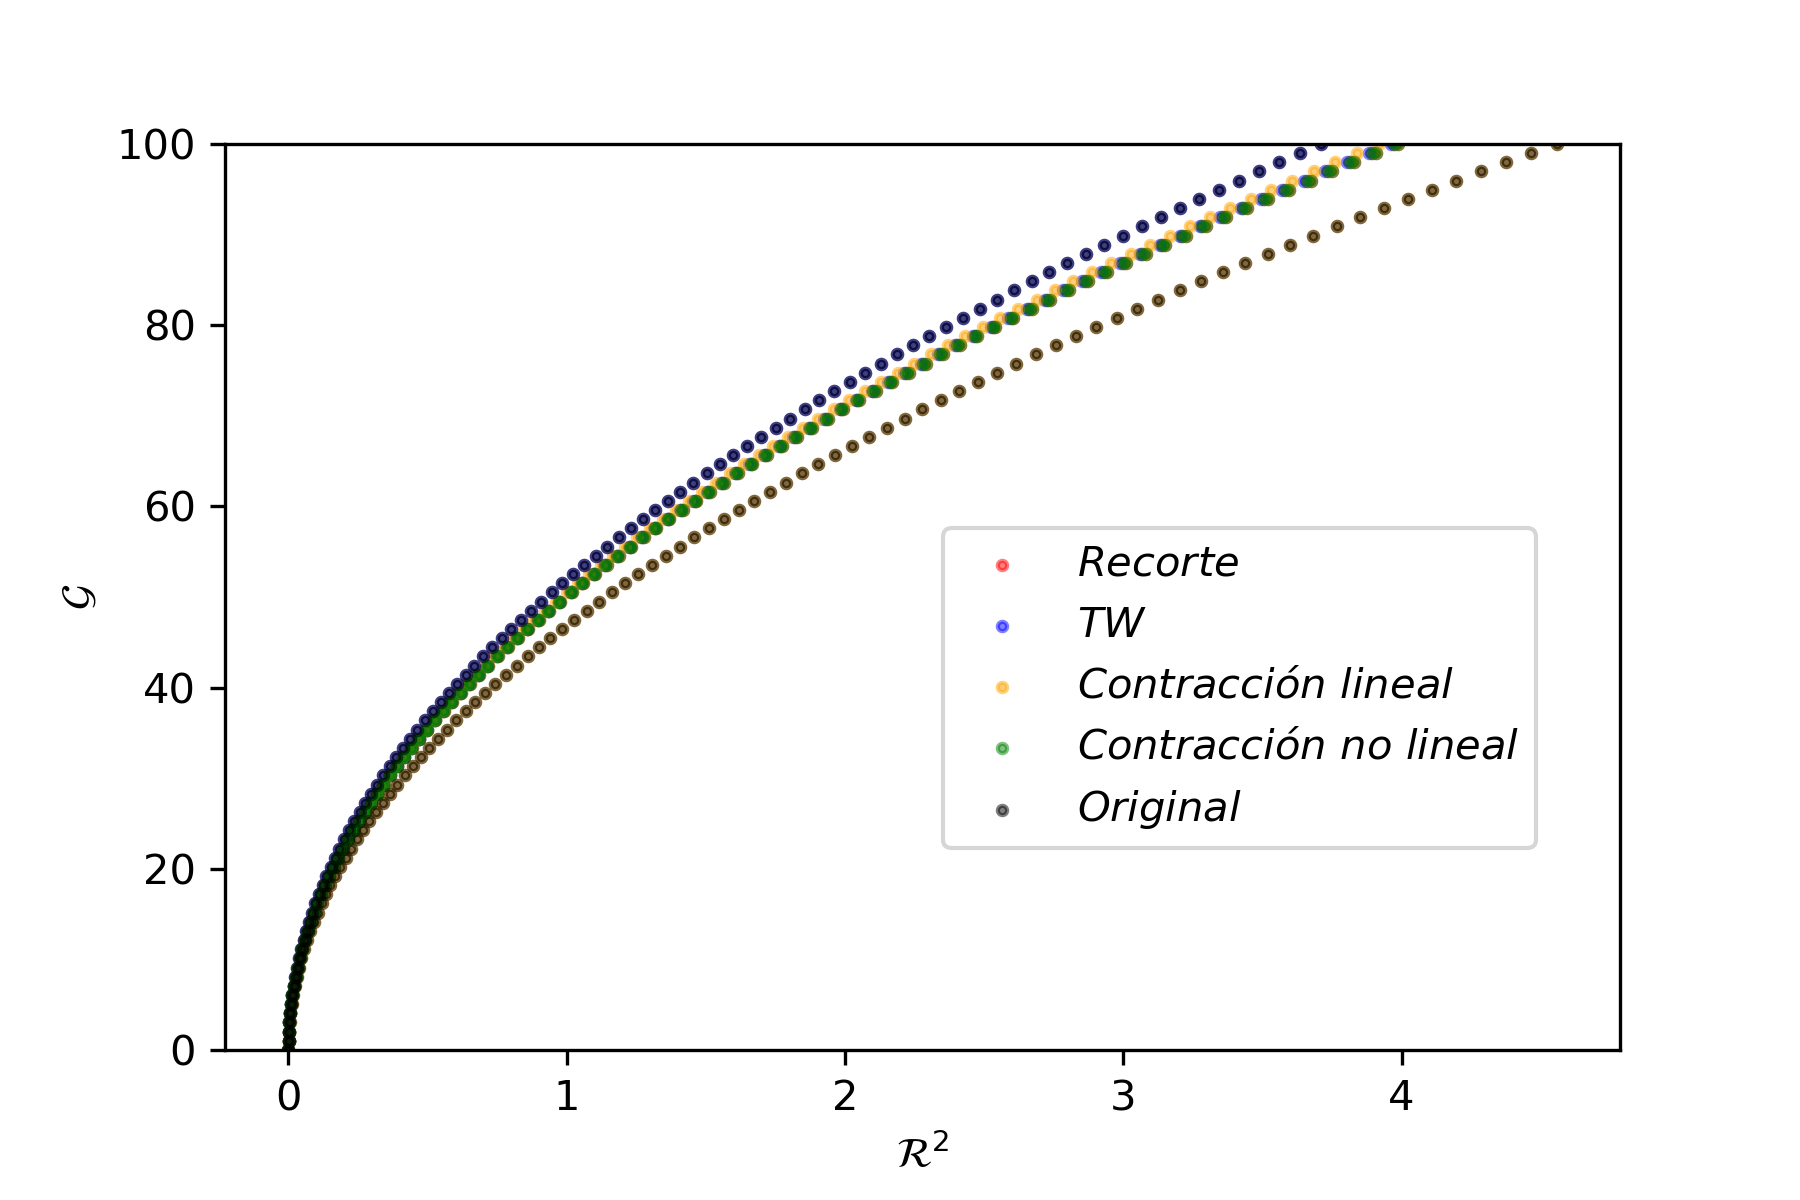 100
80
60
40
20
0
𝒢
Recorte
TW
Contracción lineal
Contracción no lineal
Original
0 1 2 3 4
ℛ²